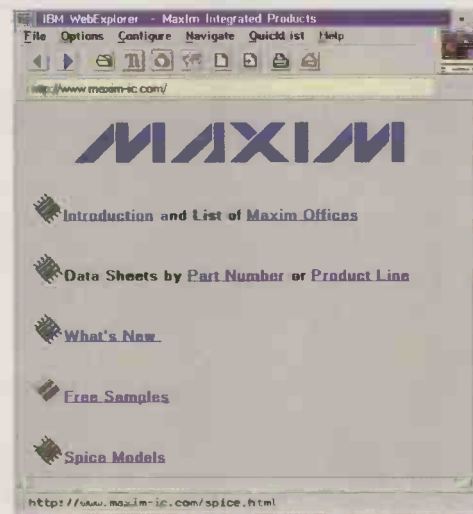 IBM WebExplorer - Maxim Integrated Products
File Options Configure Navigate QuickList Help
http://www.maxim-ic.com/
MAXIM
Introduction and List of Maxim Offices
Data Sheets by Part Number or Product Line
What's New
Free Samples
Spice Models
http://www.maxim-ic.com/spice.html